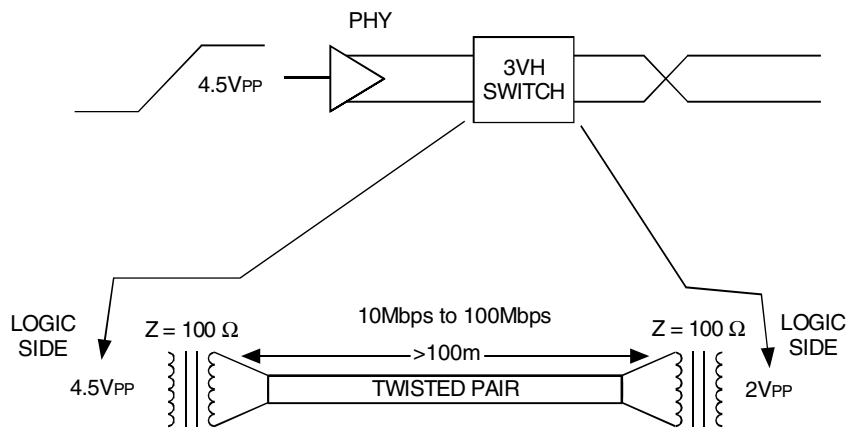 PHY
4.5VPP
3VH
SWITCH
LOGIC
SIDE
Z = 100 Ω
10Mbps to 100Mbps
Z = 100 Ω
LOGIC
SIDE
>100m
4.5VPP
TWISTED PAIR
2VPP